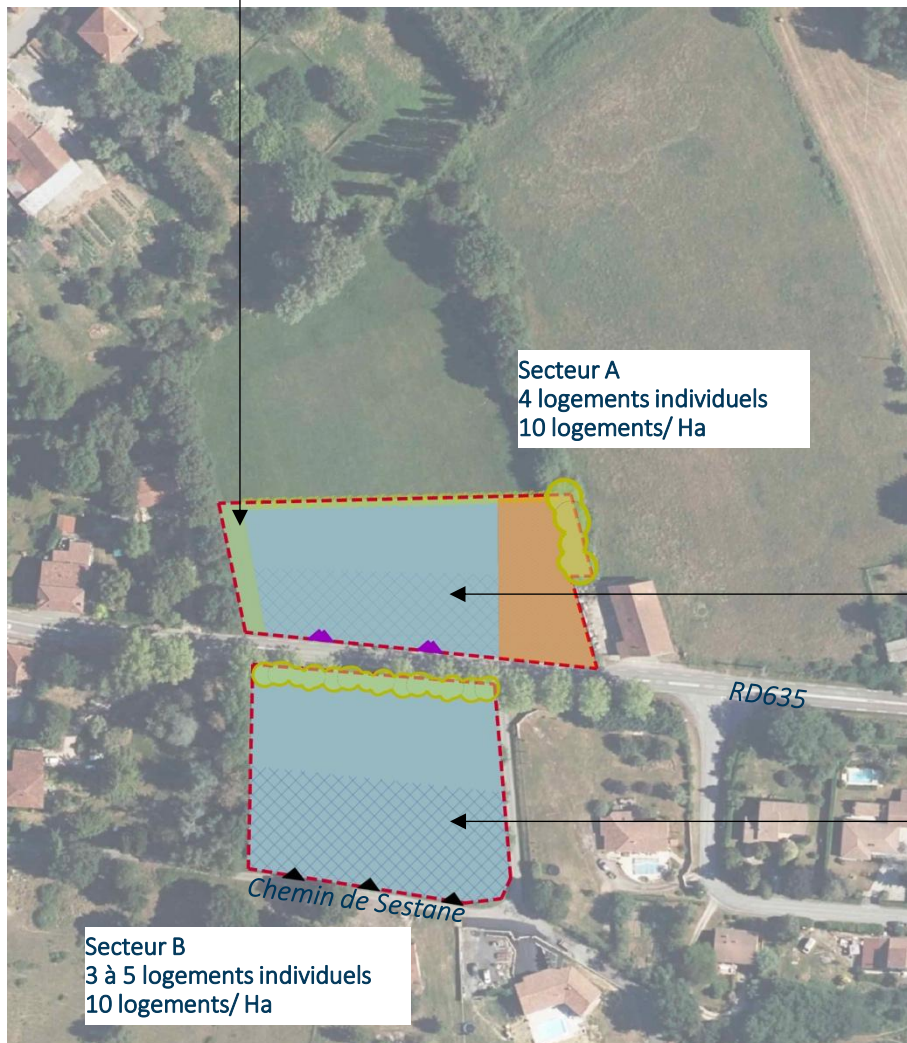 Secteur A
4 logements individuels
10 logements/ Ha
RD635
Chemin de Sestane
Secteur B
3 à 5 logements individuels
10 logements/ Ha